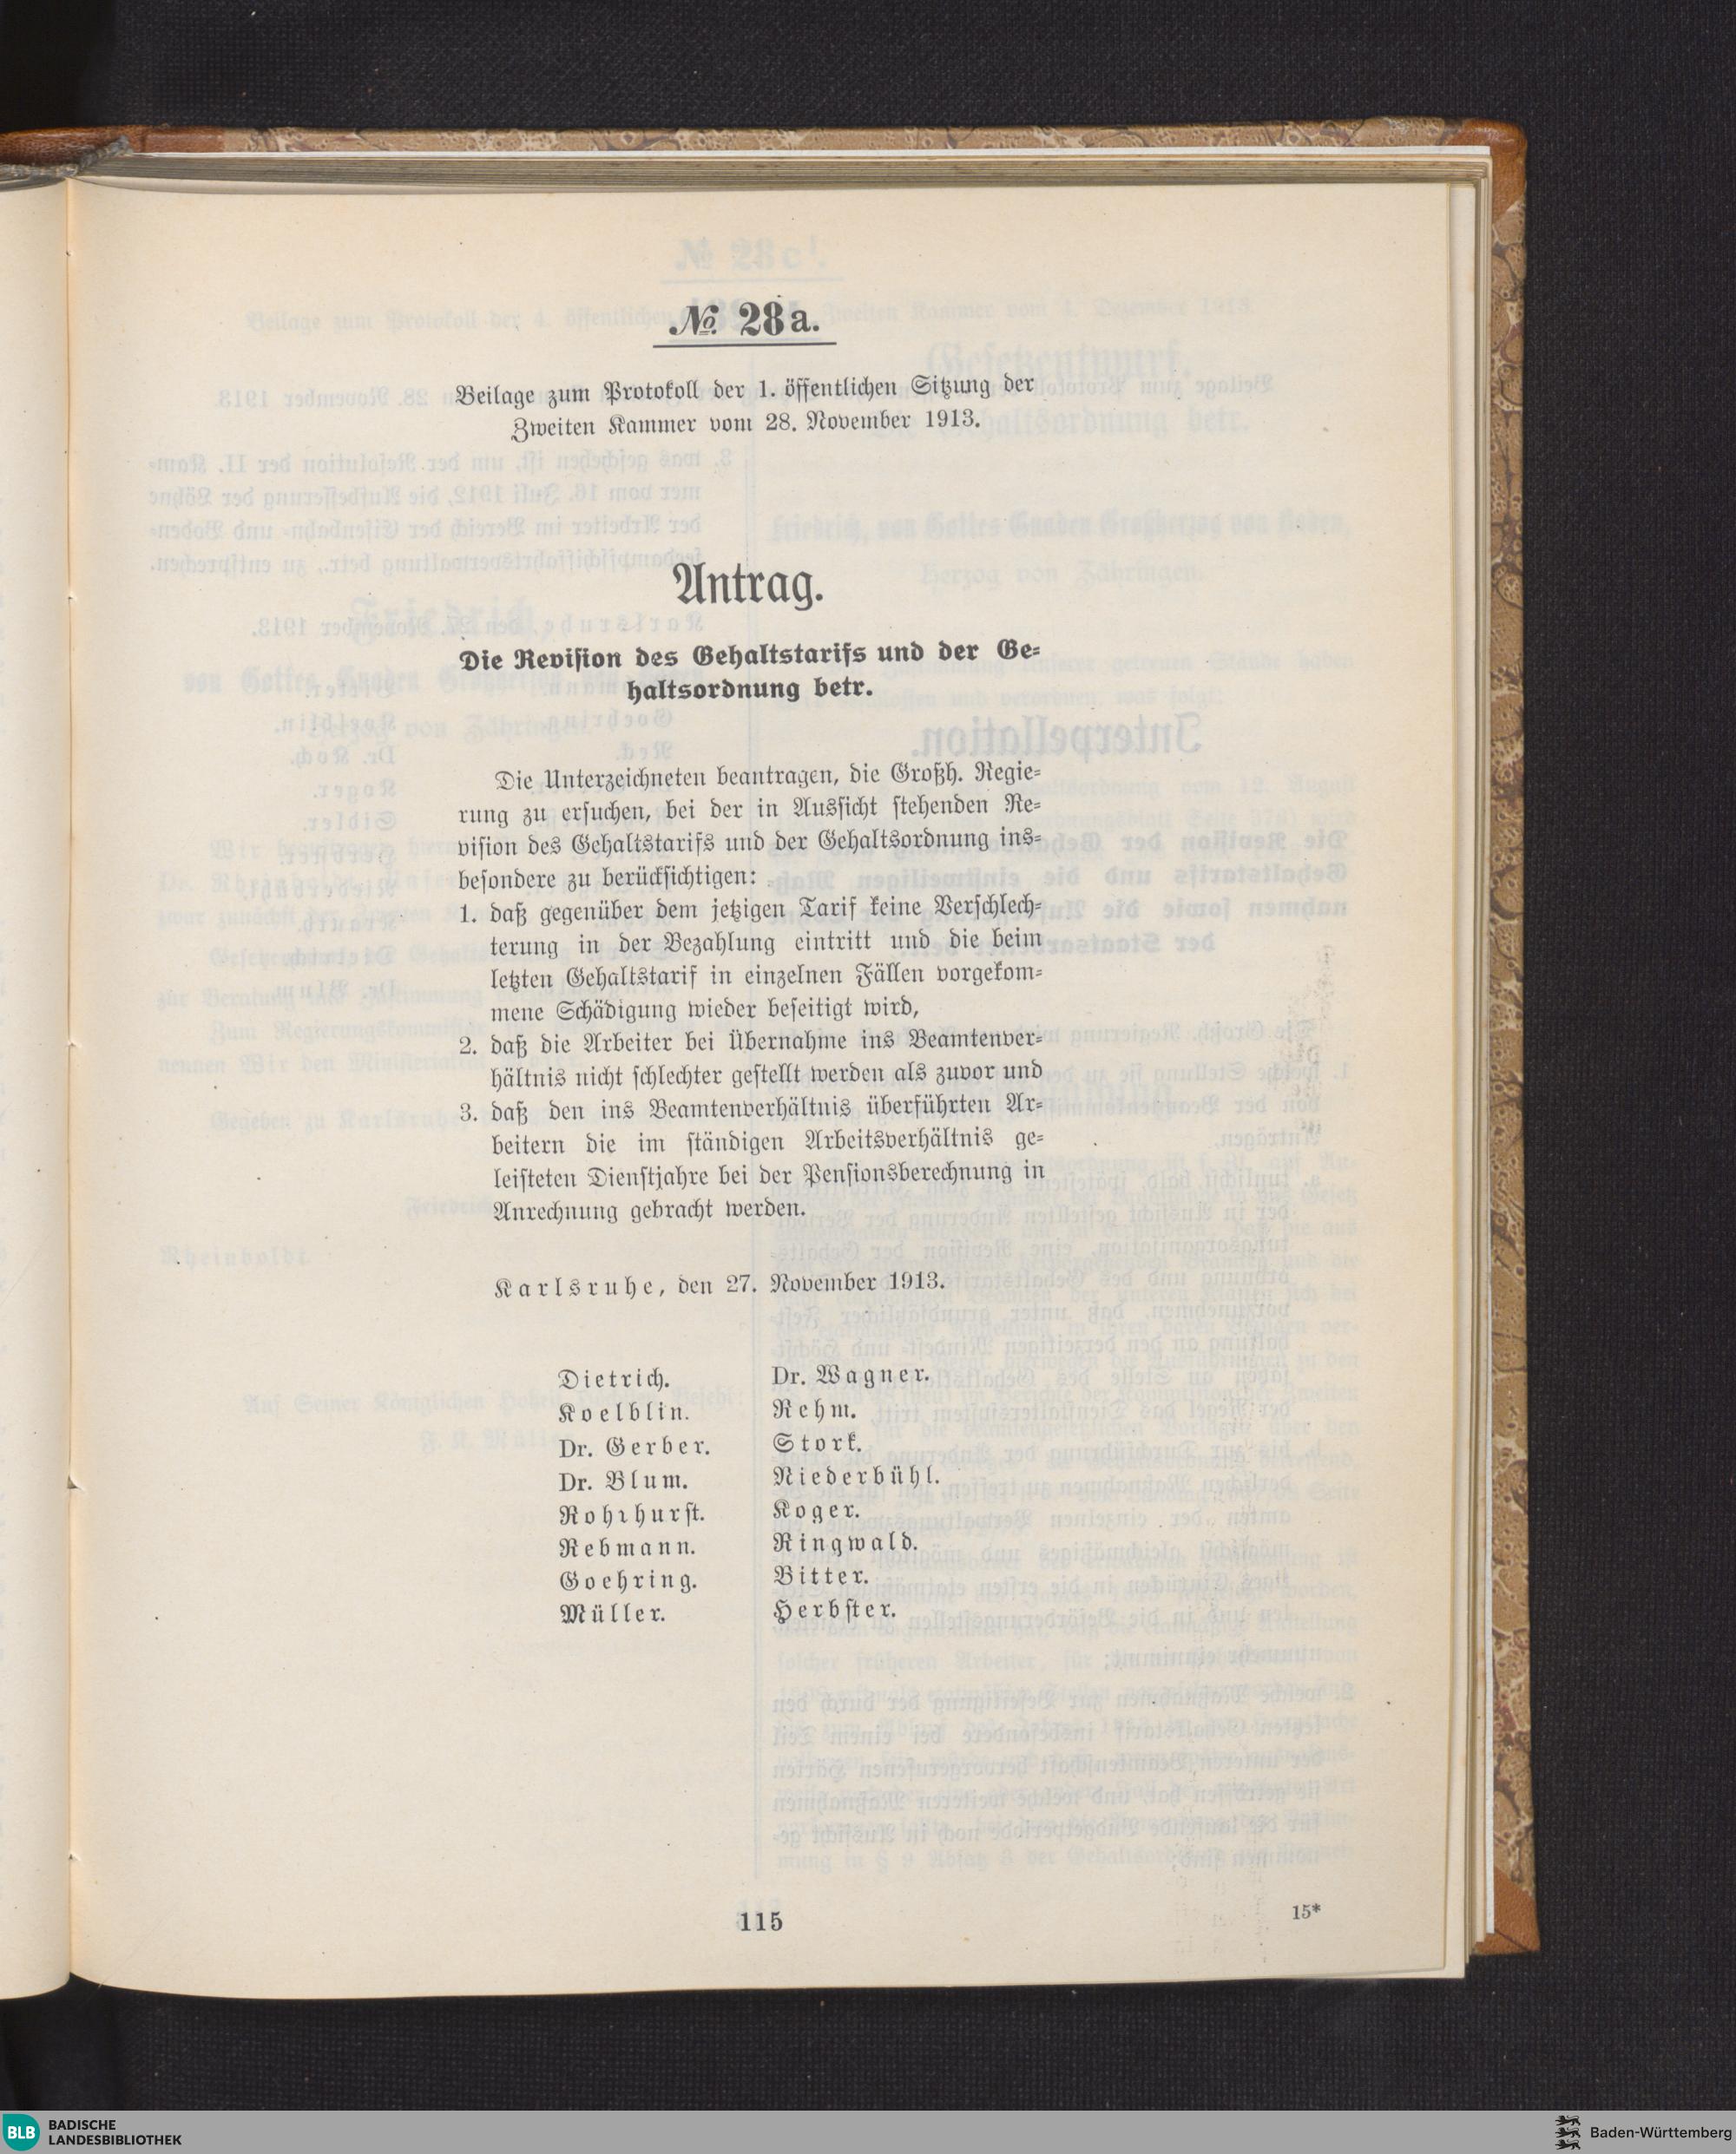 № 28a.
Beilage zum Protokoll der 1. öffentlichen Sitzung der
Zweiten Kammer vom 28. November 1913.
Antrag.
Die Revision des Gehaltstarifs und der Ge-
haltsordnung betr.
Die Unterzeichneten beantragen, die Großh. Regie-
rung zu ersuchen, bei der in Aussicht stehenden Re-
vision des Gehaltstarifs und der Gehaltsordnung ins-
besondere zu berücksichtigen:
1. daß gegenüber dem jetzigen Tarif keine Verschlech-
terung in der Bezahlung eintritt und die beim
letzten Gehaltstarif in einzelnen Fällen vorgekom-
mene Schädigung wieder beseitigt wird,
2. daß die Arbeiter bei Übernahme ins Beamtenver-
hältnis nicht schlechter gestellt werden als zuvor und
3. daß den ins Beamtenverhältnis überführten Ar-
beitern die im ständigen Arbeitsverhältnis ge-
leisteten Dienstjahre bei der Pensionsberechnung in
Anrechnung gebracht werden.
Karlsruhe, den 27. November 1913.
Dietrich.
Koelblin.
Dr. Gerber.
Dr. Blum.
Rohrhurst.
Rebmann.
Goehring.
Müller.
Dr. Wagner.
Rehm.
Stork.
Niederbühl.
Koger.
Ringwald.
Bitter.
Herbster.
115
15*
BLB BADISCHE
LANDESBIBLIOTHEK
Baden-Württemberg